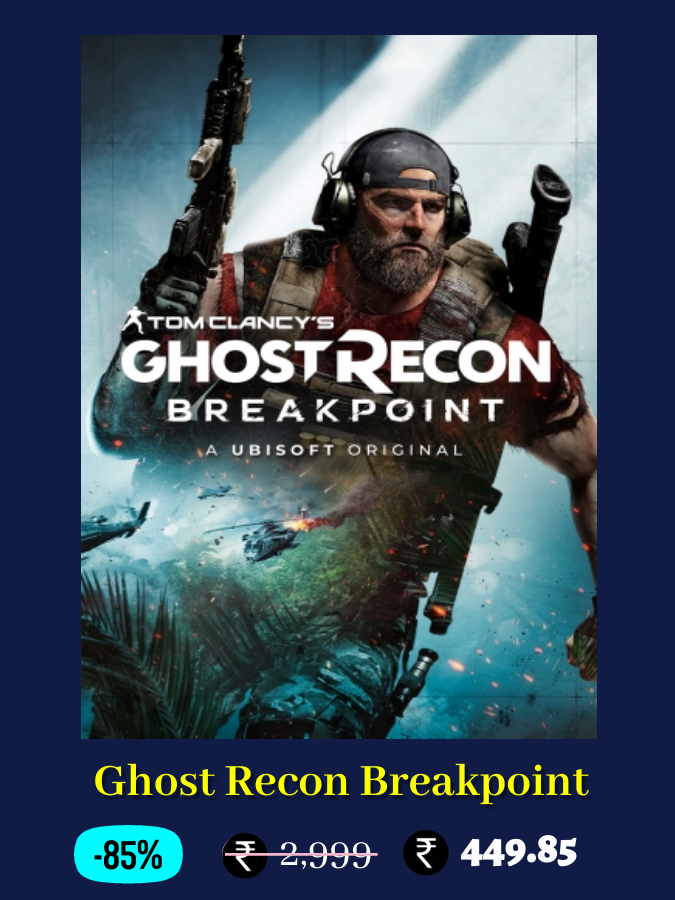 TOM CLANCY'S
GHOST RECON
BREAKPOINT
A UBISOFT ORIGINAL
Ghost Recon Breakpoint
-85% ₹ 2,999 ₹ 449.85